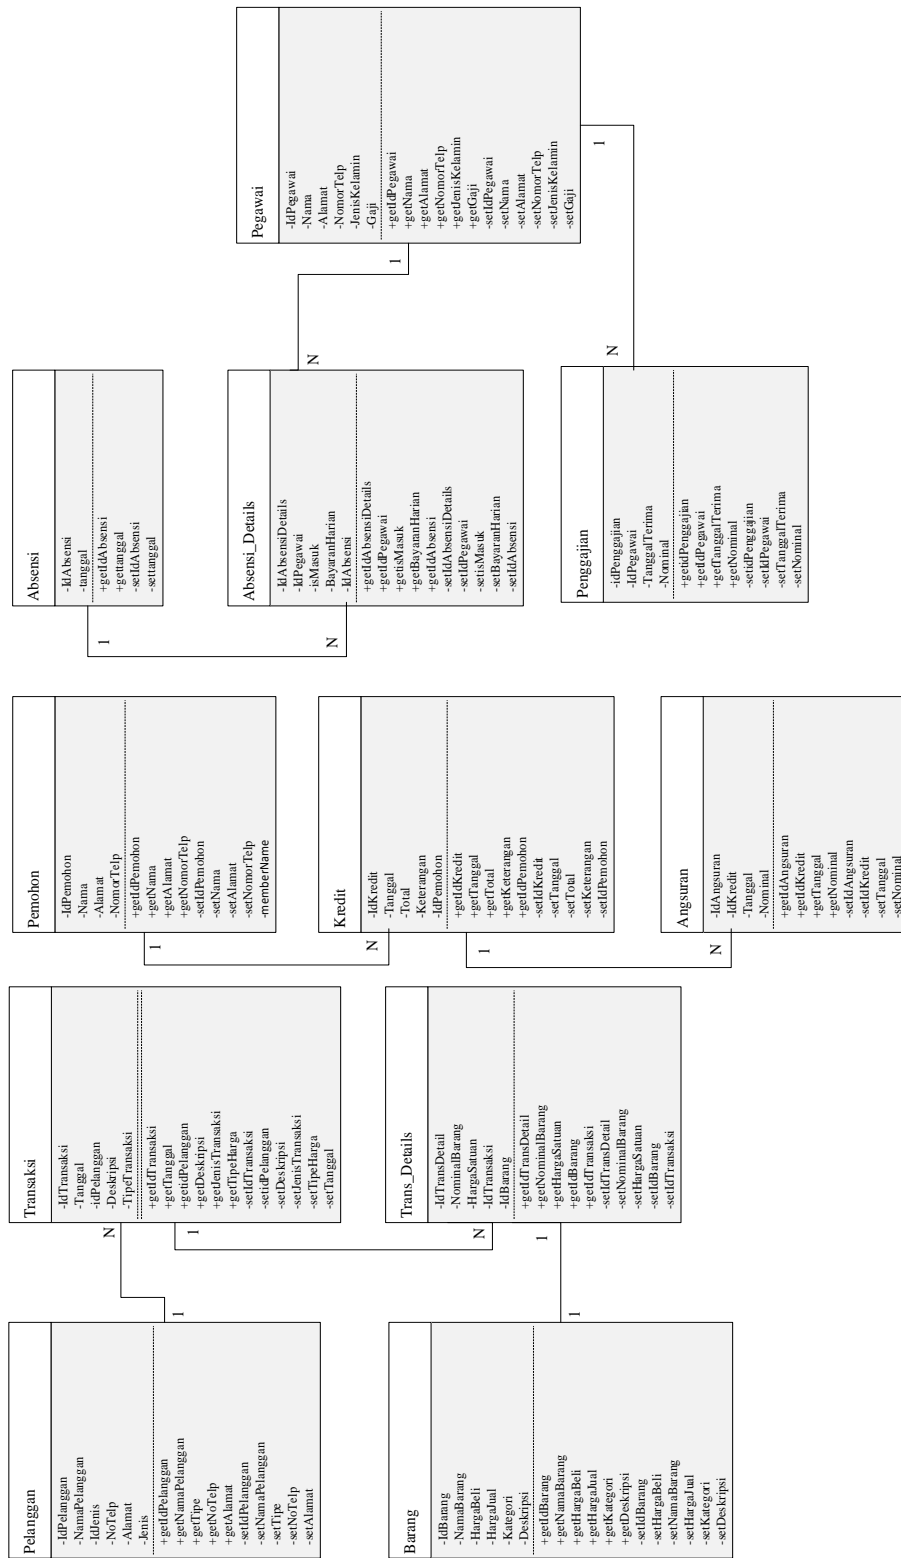 Pelanggan
-IdPelanggan
-NamaPelanggan
-IdJenis
-NoTelp
-Alamat
-Jenis
+getIdPelanggan
+getNamaPelanggan
+getTipe
+getNoTelp
+getAlamat
-setIdPelanggan
-setNamaPelanggan
-setTipe
-setNoTelp
-setAlamat
1
N
Transaksi
-IdTransaksi
-Tanggal
-idPelanggan
-Deskripsi
-TipeTransaksi
+getIdTransaksi
+getTanggal
+getidPelanggan
+getDeskripsi
+getJenisTransaksi
+getTipeHarga
-setIdTransaksi
-setidPelanggan
-setDeskripsi
-setJenisTransaksi
-setTipeHarga
-setTanggal
1
N
Pemohon
-IdPemohon
-Nama
-Alamat
-NomorTelp
+getIdPemohon
+getNama
+getAlamat
+getNomorTelp
-setIdPemohon
-setNama
-setAlamat
-setNomorTelp
-memberName
1
N
Absensi
-IdAbsensi
-tanggal
+getIdAbsensi
+gettanggal
-setIdAbsensi
-settanggal
1
N
Pegawai
-IdPegawai
-Nama
-Alamat
-NomorTelp
-JenisKelamin
-Gaji
+getIdPegawai
+getNama
+getAlamat
+getNomorTelp
+getJenisKelamin
+getGaji
-setIdPegawai
-setNama
-setAlamat
-setNomorTelp
-setJenisKelamin
-setGaji
1
N
1
N
Barang
-IdBarang
-NamaBarang
-HargaBeli
-HargaJual
-Kategori
-Deskripsi
+getIdBarang
+getNamaBarang
+getHargaBeli
+getHargaJual
+getKategori
+getDeskripsi
-setIdBarang
-setHargaBeli
-setNamaBarang
-setHargaJual
-setKategori
-setDeskripsi
1
1
Trans_Details
-IdTransDetail
-NominalBarang
-HargaSatuan
-IdTransaksi
-IdBarang
+getIdTransDetail
+getNominalBarang
+getHargaSatuan
+getIdBarang
+getIdTransaksi
-setIdTransDetail
-setNominalBarang
-setHargaSatuan
-setIdBarang
-setIdTransaksi
Kredit
-IdKredit
-Tanggal
-Total
-Keterangan
-IdPemohon
+getIdKredit
+getTanggal
+getTotal
+getKeterangan
+getIdPemohon
-setIdKredit
-setTanggal
-setTotal
-setKeterangan
-setIdPemohon
1
N
Absensi_Details
-IdAbsensiDetails
-IdPegawai
-isMasuk
-BayaranHarian
-IdAbsensi
+getIdAbsensiDetails
+getIdPegawai
+getisMasuk
+getBayaranHarian
+getIdAbsensi
-setIdAbsensiDetails
-setIdPegawai
-setisMasuk
-setBayaranHarian
-setIdAbsensi
Angsuran
-IdAngsuran
-IdKredit
-Tanggal
-Nominal
+getIdAngsuran
+getIdKredit
+getTanggal
+getNominal
-setIdAngsuran
-setIdKredit
-setTanggal
-setNominal
Penggajian
-idPenggajian
-IdPegawai
-TanggalTerima
-Nominal
+getidPenggajian
+getIdPegawai
+getTanggalTerima
+getNominal
-setidPenggajian
-setIdPegawai
-setTanggalTerima
-setNominal